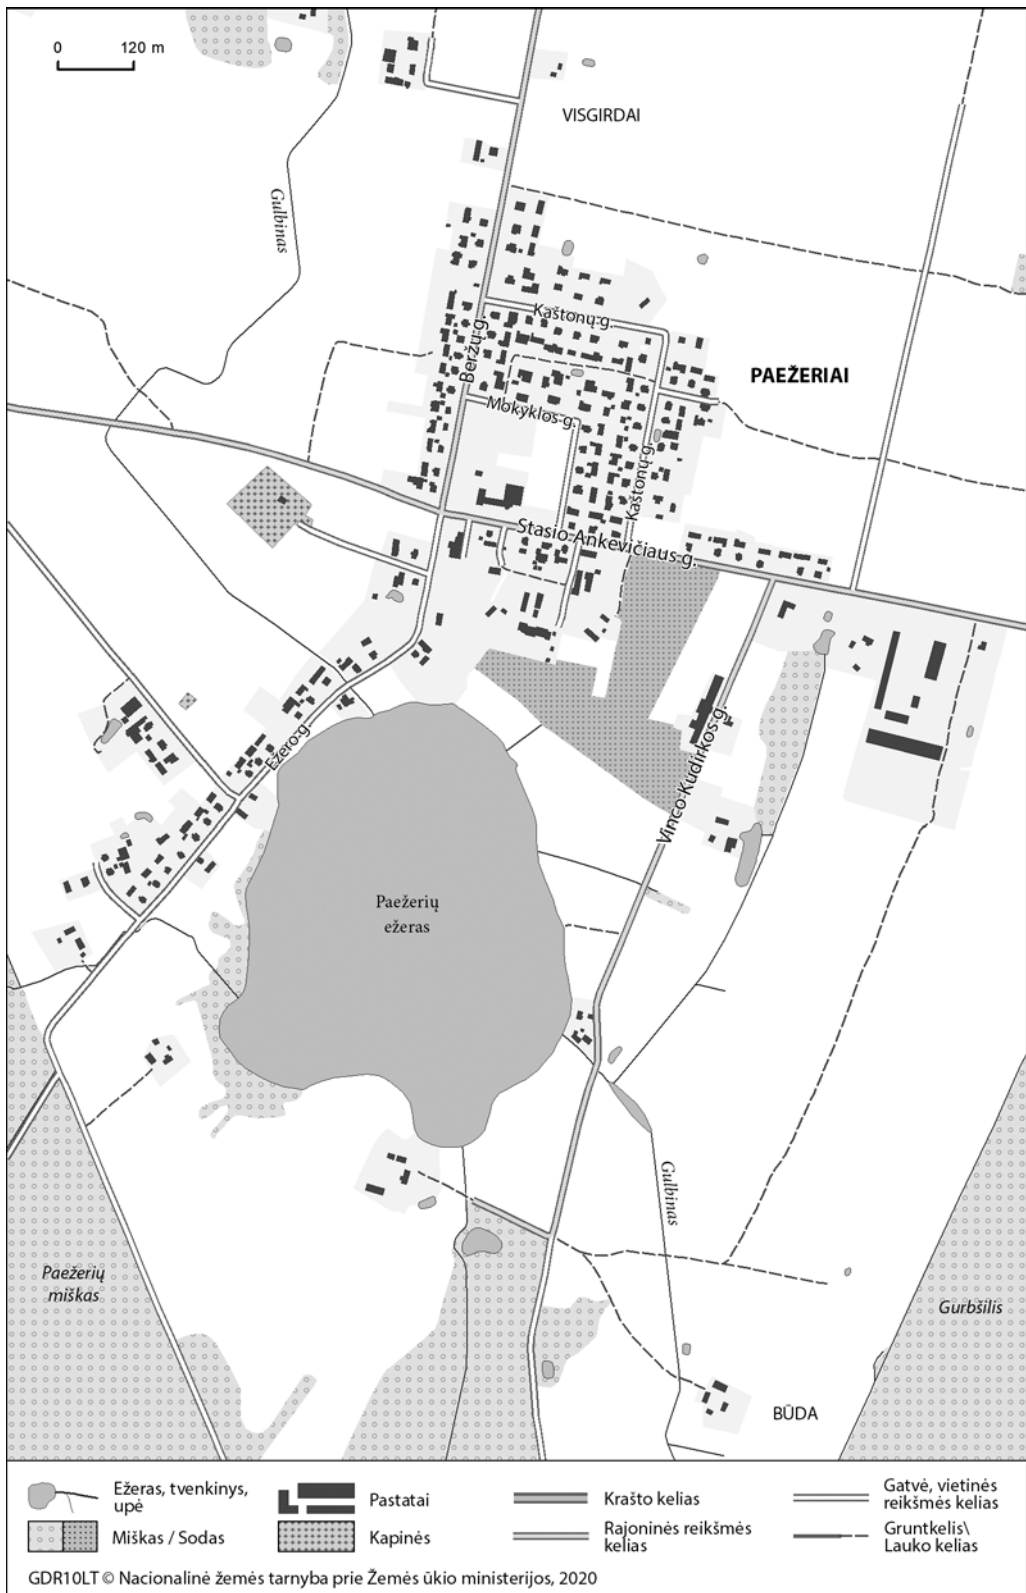 0 120 m
VISGIRDAI
Gulbinas
Kaštonų g.
Beržų g.
PAEŽERIAI
Mokyklos g.
Kaštonų g.
Stasio Ankevičiaus g.
Vinco Kudirkos g.
Ežero g.
Paežerių
ežeras
Gulbinas
Paežerių
miškas
Gurbšilis
BŪDA
Ežeras, tvenkinys,
upė
Miškas / Sodas
Pastatai
Kapinės
Krašto kelias
Rajoninės reikšmės
kelias
Gatvė, vietinės
reikšmės kelias
Gruntkelis\
Lauko kelias
GDR10LT © Nacionalinė žemės tarnyba prie Žemės ūkio ministerijos, 2020